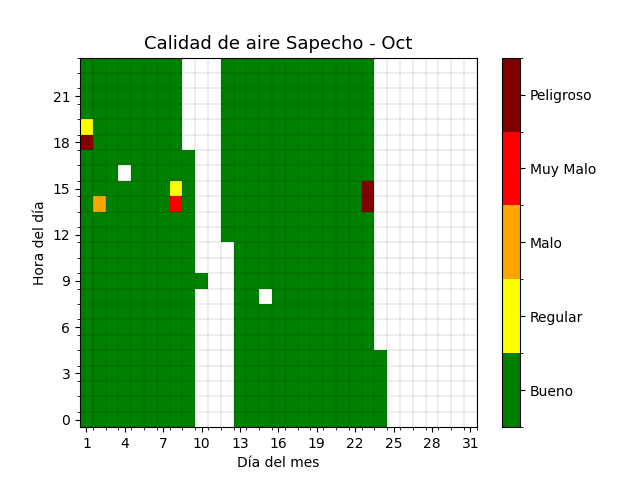 Calidad de aire Sapecho - Oct
Hora del día
21
18
15
12
9
6
3
0
1 4 7 10 13 16 19 22 25 28 31
Día del mes
Peligroso
Muy Malo
Malo
Regular
Bueno